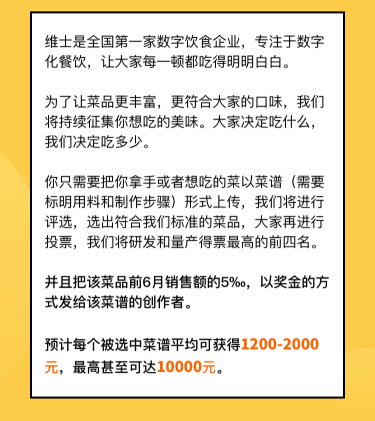 维士是全国第一家数字饮食企业，专注于数字
化餐饮，让大家每一顿都吃得明明白白。
为了让菜品更丰富，更符合大家的口味，我们
将持续征集你想吃的美味。大家决定吃什么，
我们决定吃多少。
你只需要把你拿手或者想吃的菜以菜谱（需要
标明用料和制作步骤）形式上传，我们将进行
评选，选出符合我们标准的菜品，大家再进行
投票，我们将研发和量产得票最高的前四名。
并且把该菜品前6月销售额的5‰，以奖金的方
式发给该菜谱的创作者。
预计每个被选中菜谱平均可获得1200-2000
元，最高甚至可达10000元。